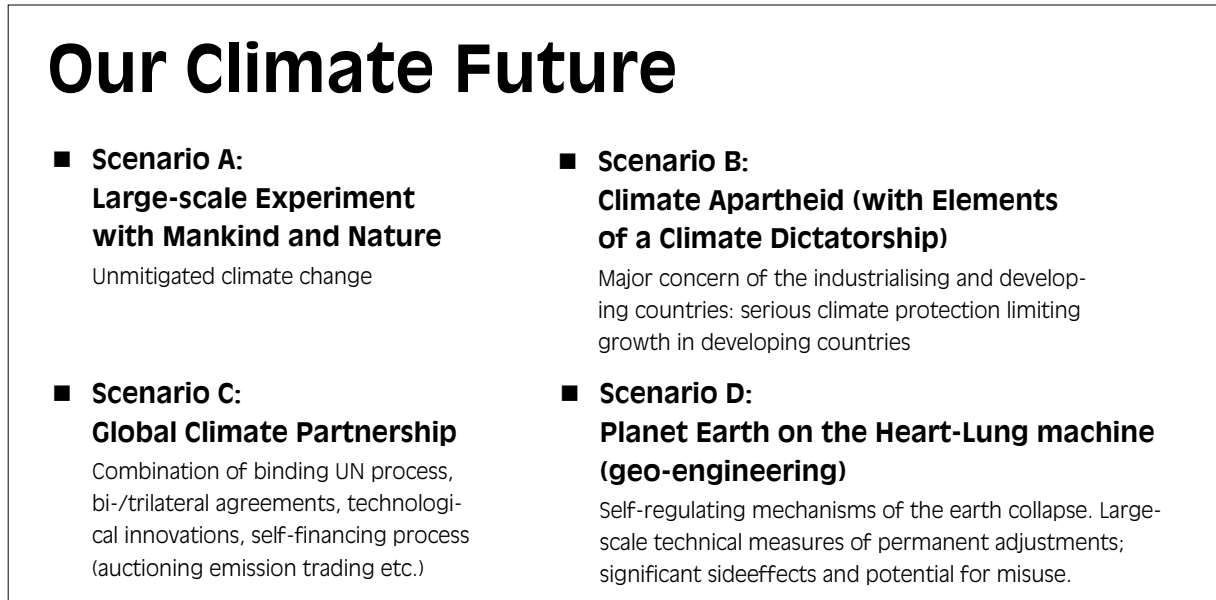 Our Climate Future
■ Scenario A:
Large-scale Experiment
with Mankind and Nature
Unmitigated climate change
■ Scenario B:
Climate Apartheid (with Elements
of a Climate Dictatorship)
Major concern of the industrialising and develop-
ing countries: serious climate protection limiting
growth in developing countries
■ Scenario C:
Global Climate Partnership
Combination of binding UN process,
bi-/trilateral agreements, technologi-
cal innovations, self-financing process
(auctioning emission trading etc.)
■ Scenario D:
Planet Earth on the Heart-Lung machine
(geo-engineering)
Self-regulating mechanisms of the earth collapse. Large-
scale technical measures of permanent adjustments;
significant sideeffects and potential for misuse.